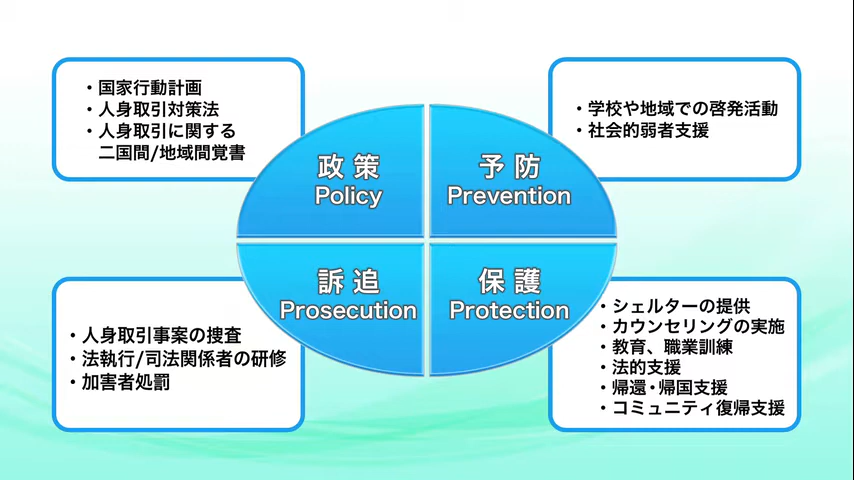 ・国家行動計画
・人身取引対策法
・人身取引に関する
二国間/地域間覚書
・学校や地域での啓発活動
・社会的弱者支援
政策
Policy
予防
Prevention
訴追
Prosecution
保護
Protection
・人身取引事案の捜査
・法執行/司法関係者の研修
・加害者処罰
・シェルターの提供
・カウンセリングの実施
・教育、職業訓練
・法的支援
・帰還・帰国支援
・コミュニティ復帰支援